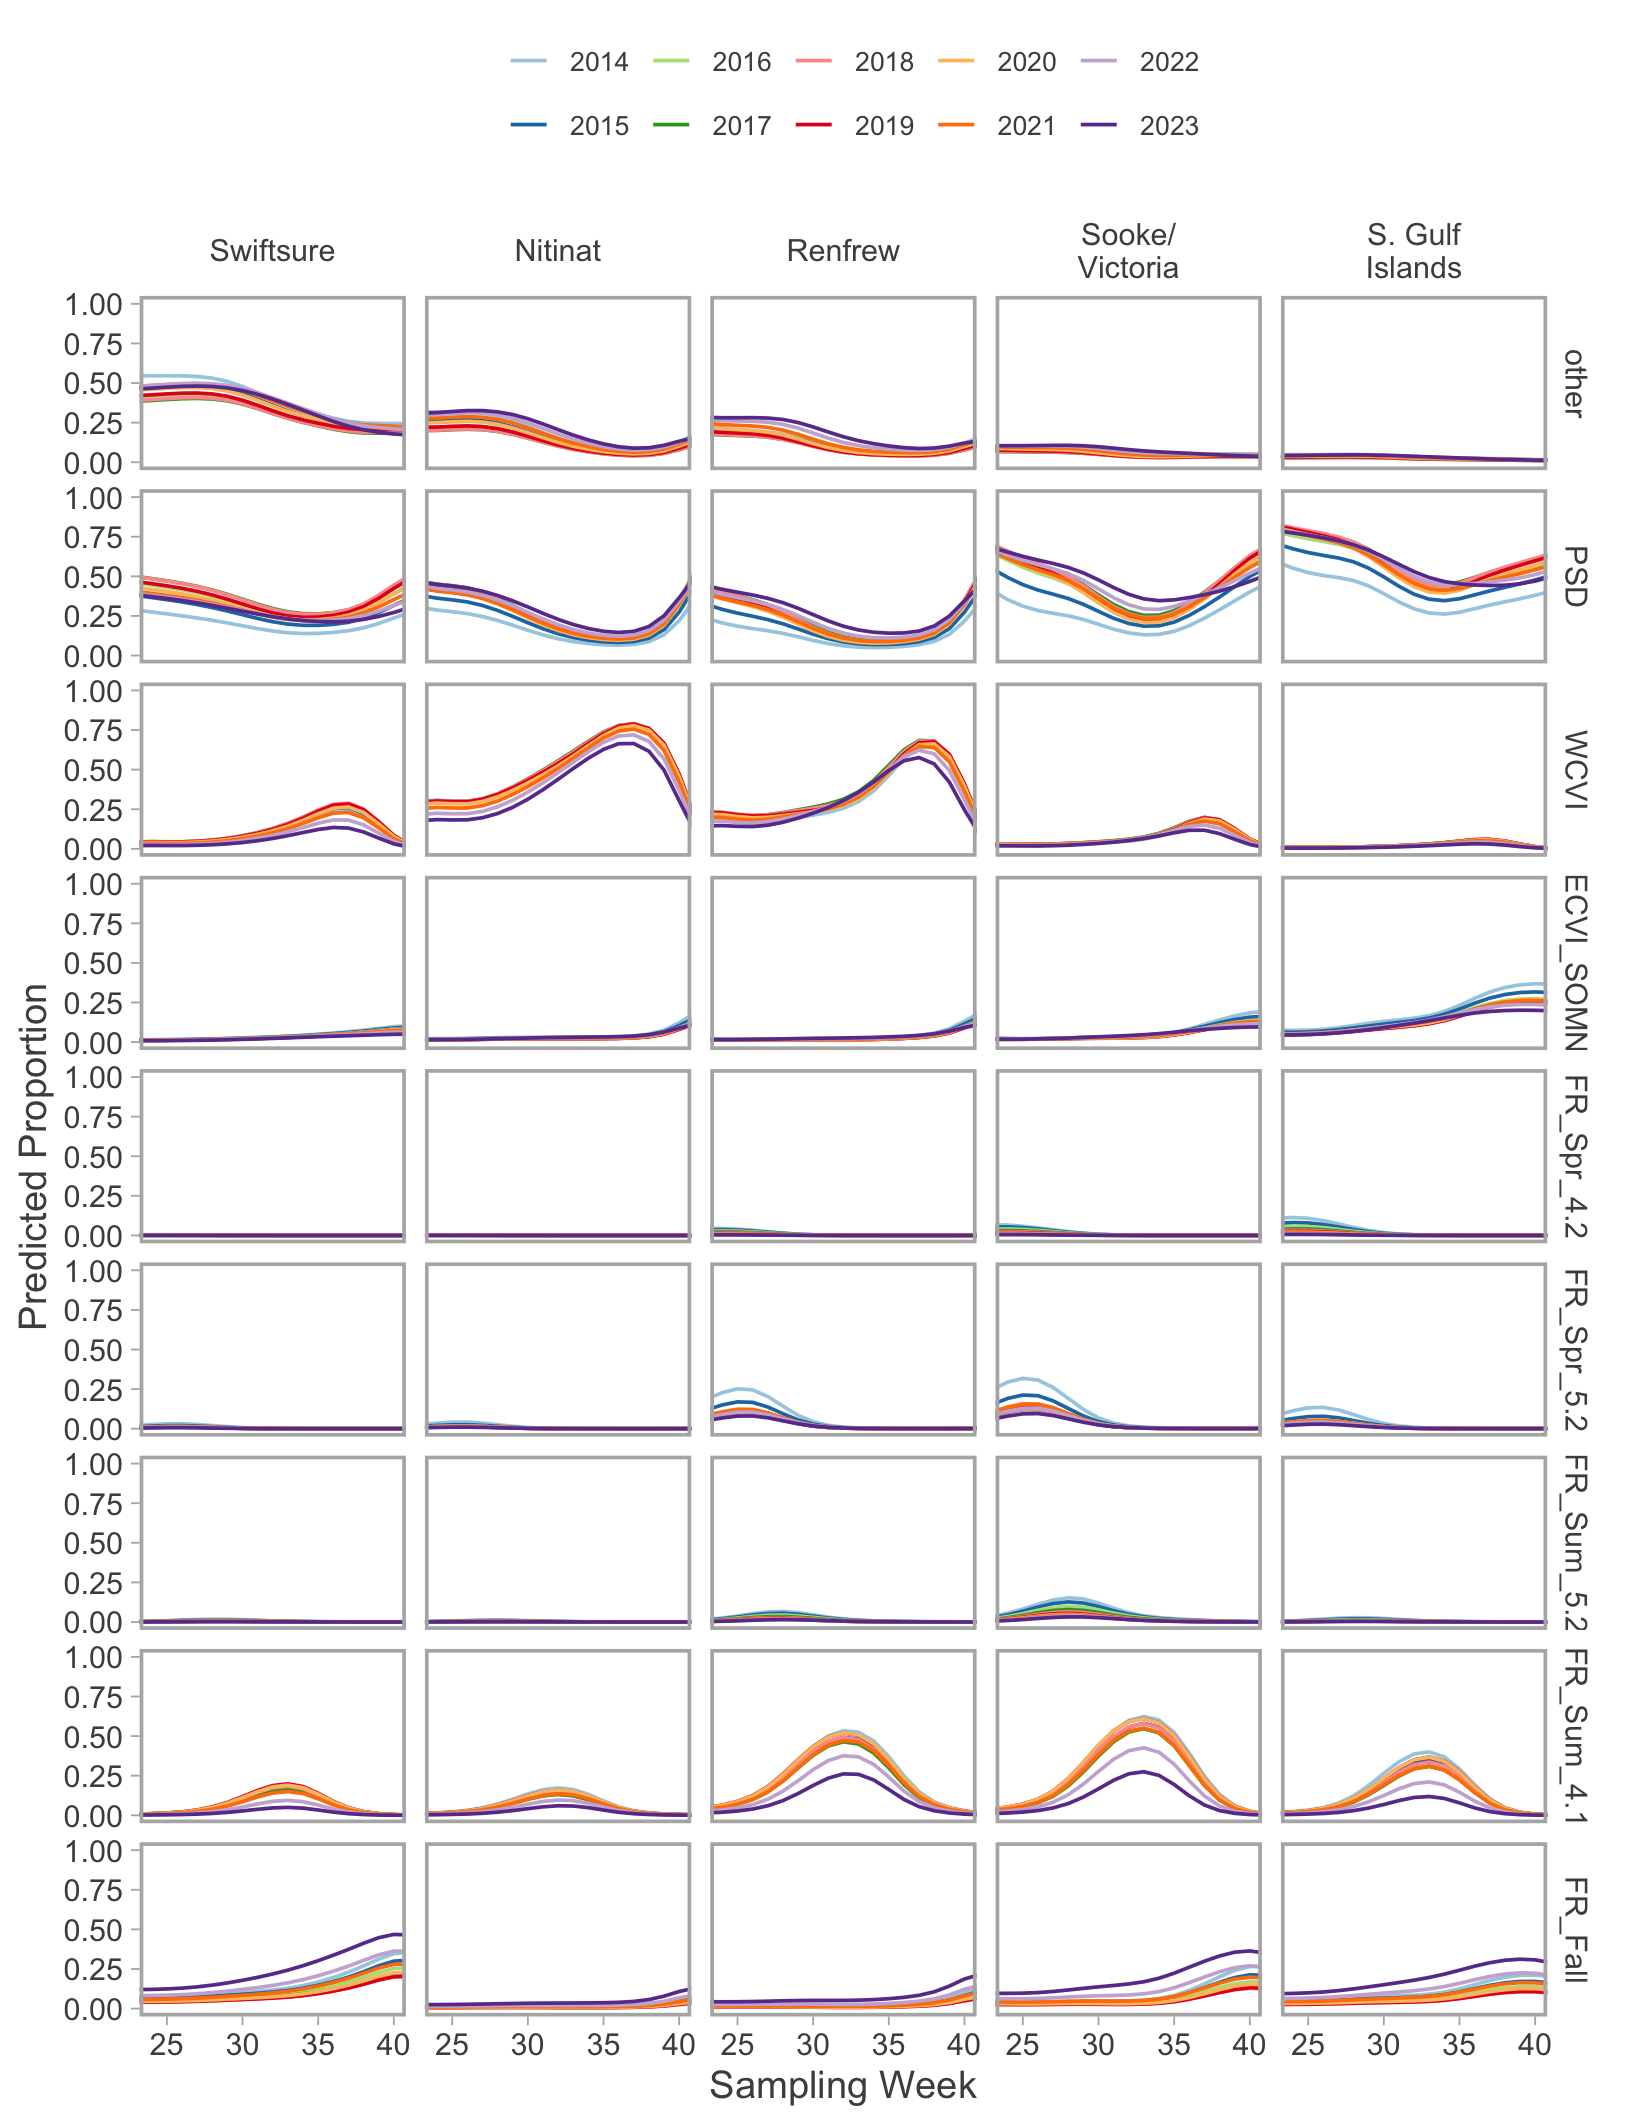 2014 2016 2018 2020 2022
2015 2017 2019 2021 2023
Swiftsure Nitinat Renfrew Sooke/ S. Gulf
Victoria Islands
1.00
0.75
0.50
0.25
0.00
other
1.00
0.75
0.50
0.25
0.00
PSD
1.00
0.75
0.50
0.25
0.00
WCVI
1.00
0.75
0.50
0.25
0.00
ECVI_SOMN
1.00
0.75
0.50
0.25
0.00
FR_Spr_4.2
1.00
0.75
0.50
0.25
0.00
FR_Spr_5.2
1.00
0.75
0.50
0.25
0.00
FR_Sum_5.2
1.00
0.75
0.50
0.25
0.00
FR_Sum_4.1
1.00
0.75
0.50
0.25
0.00
FR_Fall
Predicted Proportion
25 30 35 40 25 30 35 40 25 30 35 40 25 30 35 40 25 30 35 40
Sampling Week